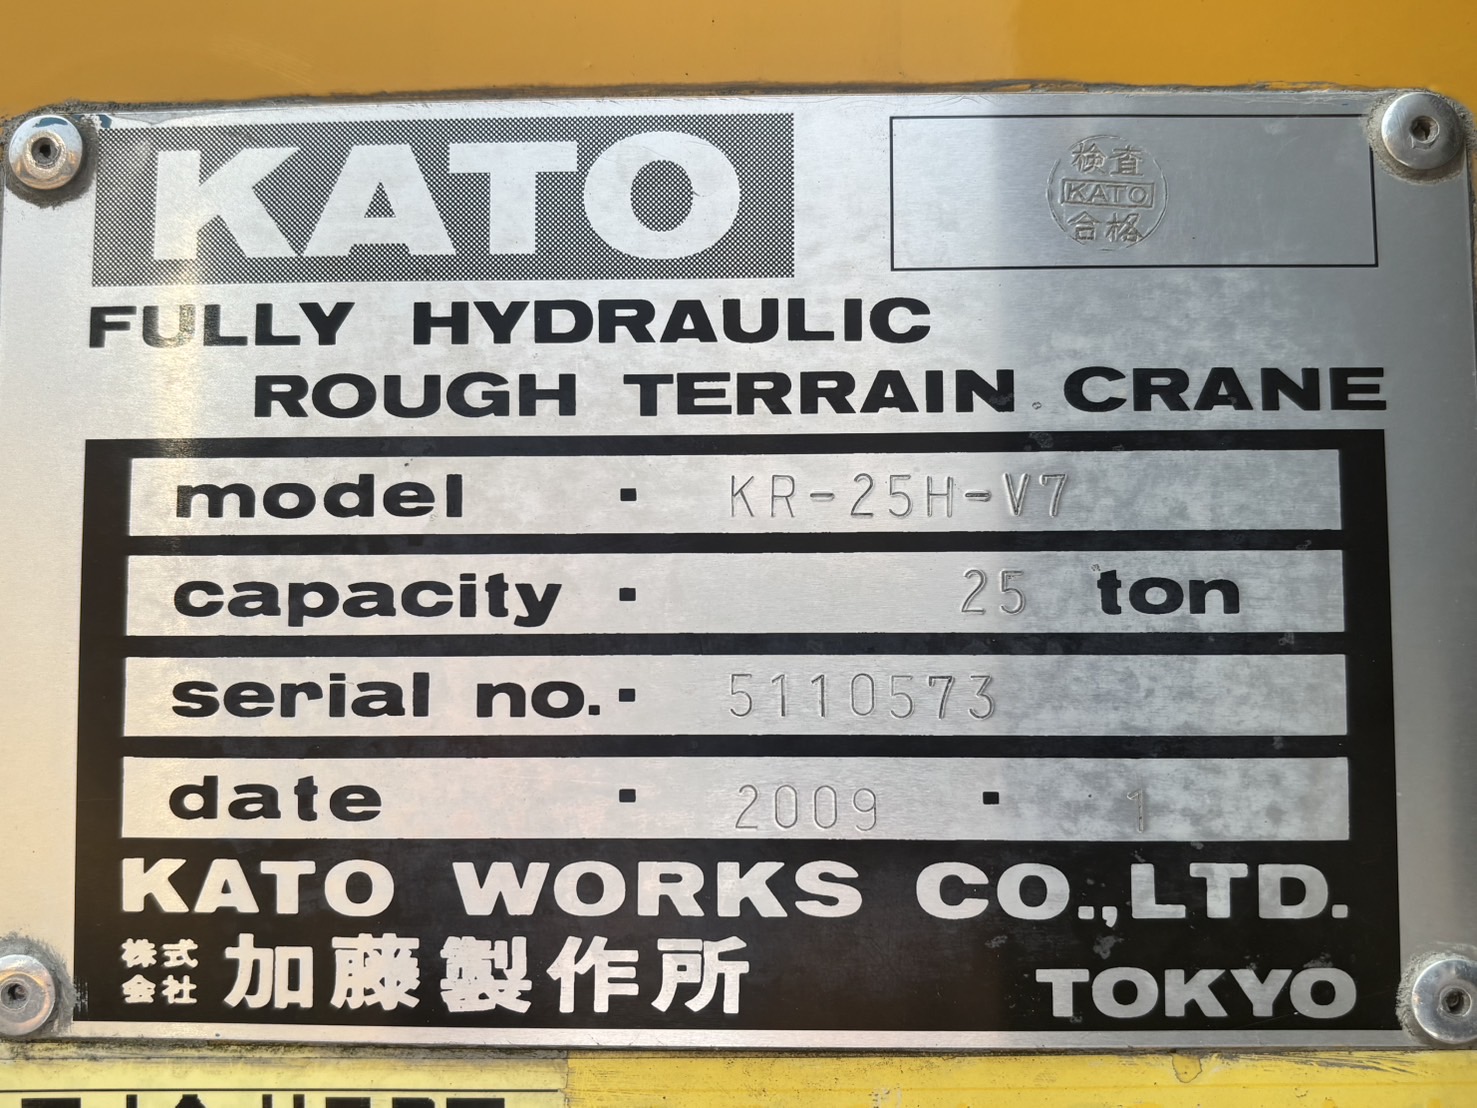 KATO
検査
KATO
合格
FULLY HYDRAULIC
ROUGH TERRAIN CRANE
model · KR-25H-V7
capacity · 25 ton
serial no. · 5110573
date · 2009 · 1
KATO WORKS CO.,LTD.
株式会社 加藤製作所
TOKYO